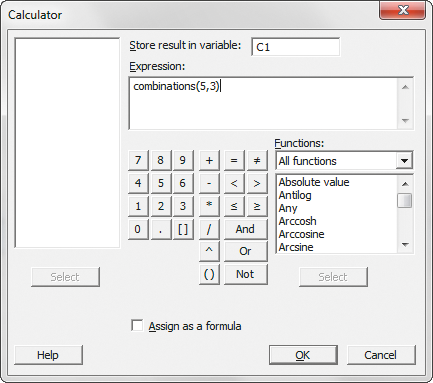 Calculator
Store result in variable: C1
Expression:
combinations(5,3)
Functions:
7 8 9 + = ≠ All functions
4 5 6 - < > Absolute value
Antilog
1 2 3 * ≤ ≥ Any
Arccosh
0 . [] / And Arccosine
^ Or Arcsine
() Not
Select Select
Assign as a formula
Help OK Cancel